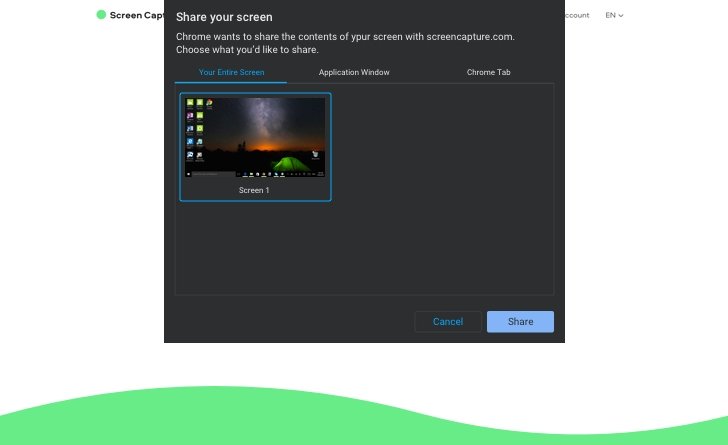 Share your screen
Screen Capt
ccount
EN
Chrome wants to share the contents of ypur screen with screencapture.com.
Choose what you'd like to share.
Your Entire Screen
Application Window
Chrome Tab
Screen 1
Cancel
Share